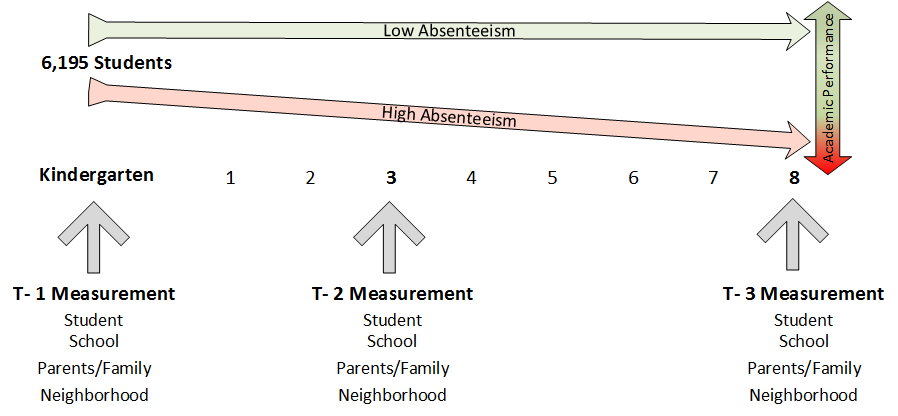 Low Absenteeism
Academic Performance
6,195 Students
High Absenteeism
Kindergarten 1 2 3 4 5 6 7 8
T- 1 Measurement
Student
School
Parents/Family
Neighborhood
T- 2 Measurement
Student
School
Parents/Family
Neighborhood
T- 3 Measurement
Student
School
Parents/Family
Neighborhood